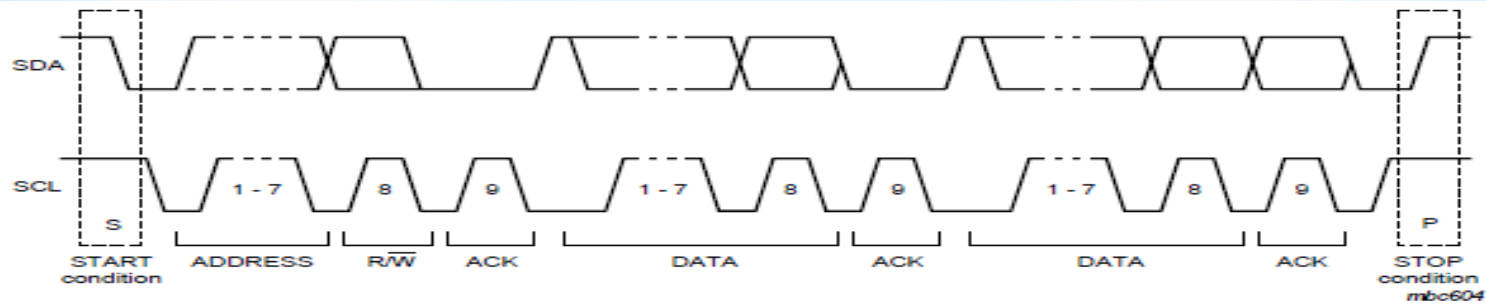 SDA
SCL 1 - 7 8 9 1 - 7 8 9 1 - 7 8 9
S P
START ADDRESS R/W̅ ACK DATA ACK DATA ACK STOP
condition condition
mbc604